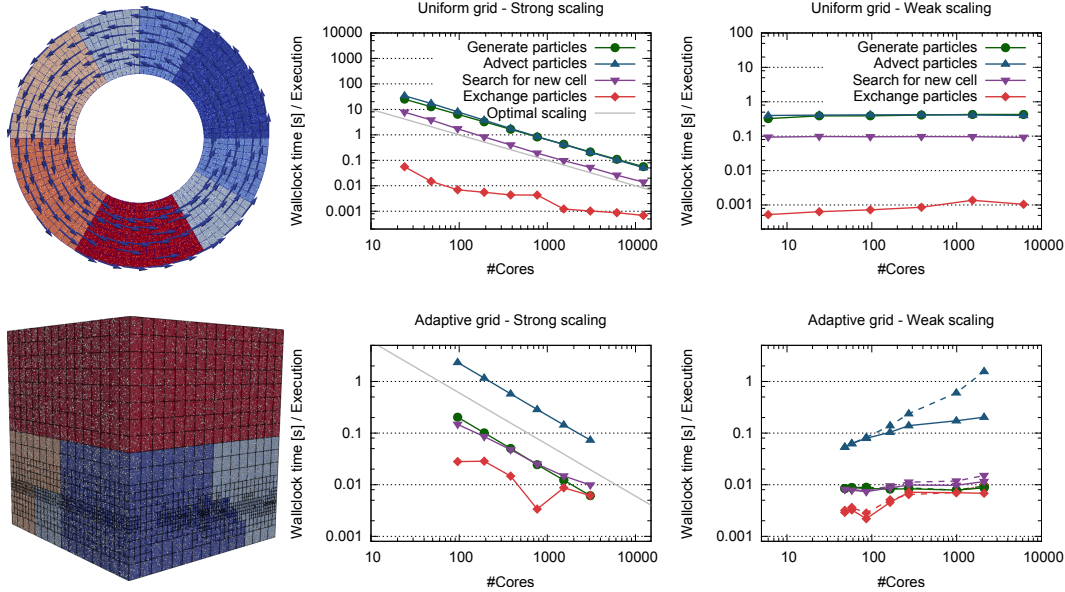 Uniform grid - Strong scaling
Wallclock time [s] / Execution
10000
1000
100
10
1
0.1
0.01
0.001
Generate particles
Advect particles
Search for new cell
Exchange particles
Optimal scaling
10
100
1000
10000
#Cores
Uniform grid - Weak scaling
Wallclock time [s] / Execution
100
10
1
0.1
0.01
0.001
Generate particles
Advect particles
Search for new cell
Exchange particles
10
100
1000
10000
#Cores
Adaptive grid - Strong scaling
Wallclock time [s] / Execution
1
0.1
0.01
0.001
10
100
1000
10000
#Cores
Adaptive grid - Weak scaling
Wallclock time [s] / Execution
1
0.1
0.01
0.001
10
100
1000
10000
#Cores